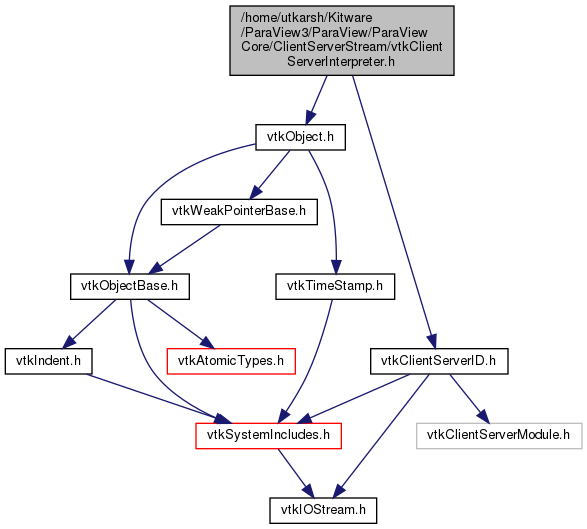 /home/utkarsh/Kitware
/ParaView3/ParaView/ParaView
Core/ClientServerStream/vtkClient
ServerInterpreter.h
vtkObject.h
vtkWeakPointerBase.h
vtkObjectBase.h
vtkTimeStamp.h
vtkIndent.h
vtkAtomicTypes.h
vtkClientServerID.h
vtkSystemIncludes.h
vtkClientServerModule.h
vtkIOStream.h